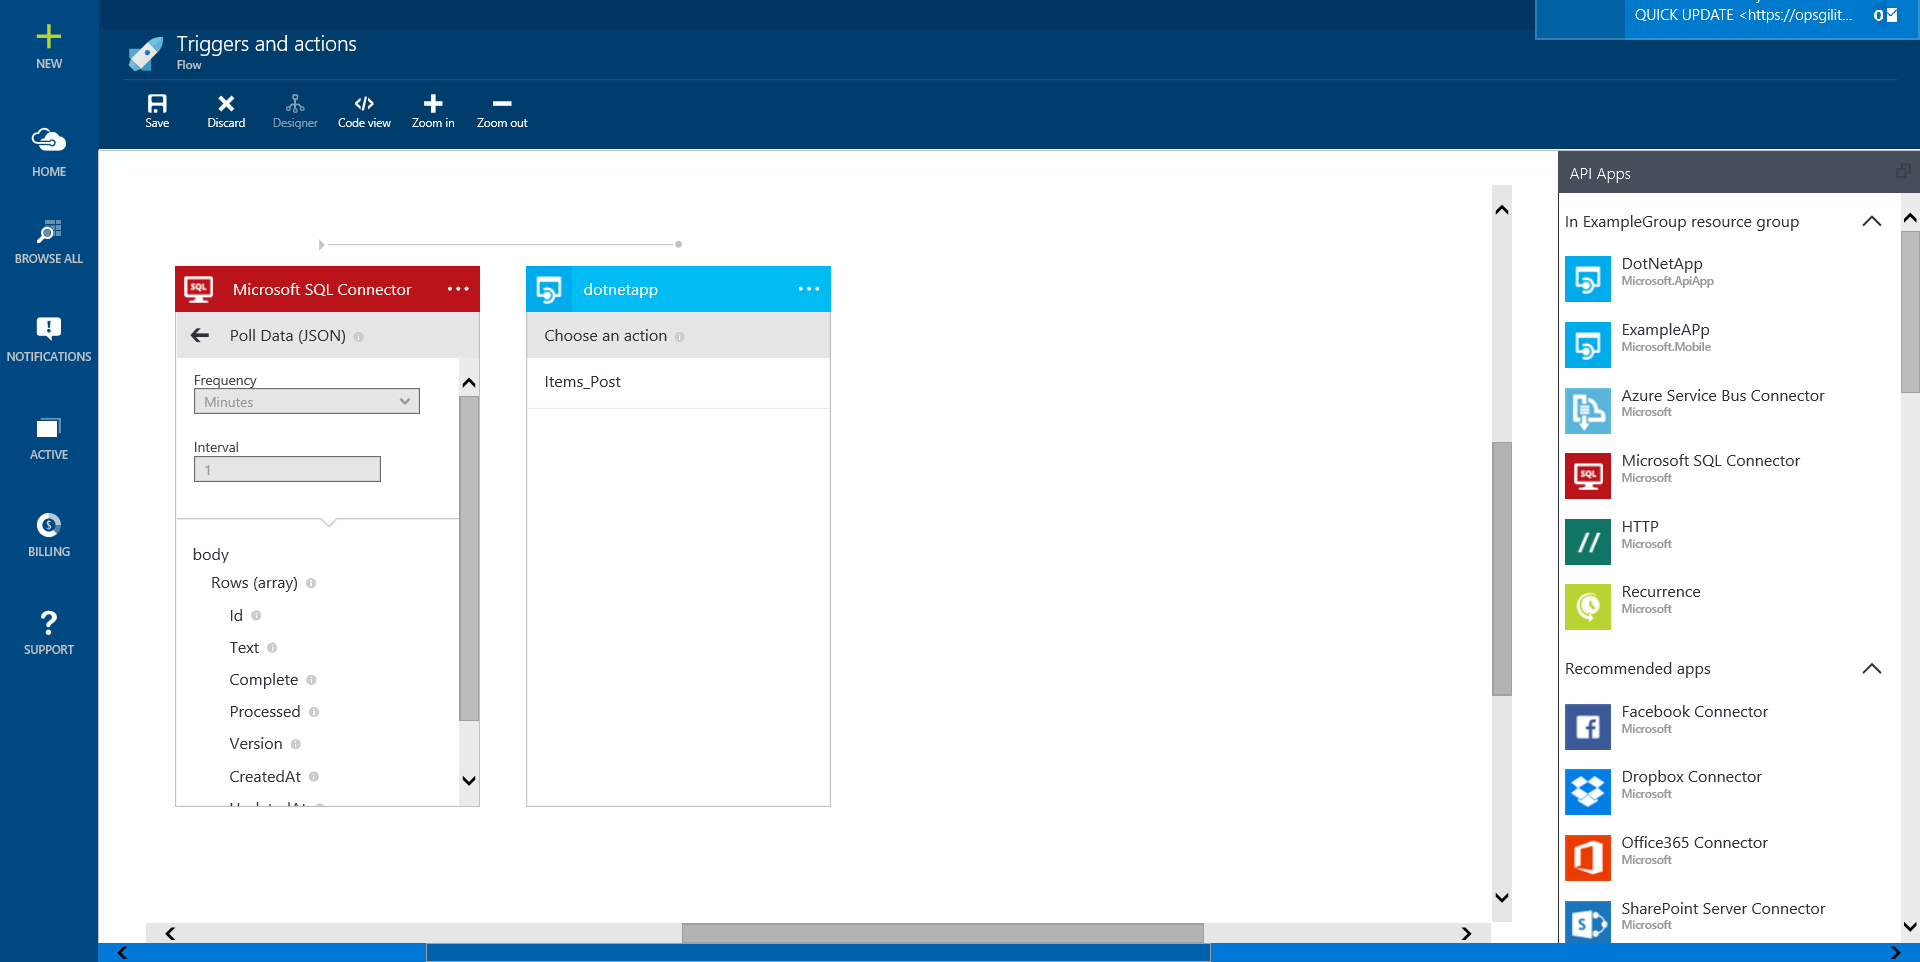 QUICK UPDATE <https://opsgilit...
Triggers and actions
Flow
NEW
Save
Discard
Designer
Code view
Zoom in
Zoom out
HOME
BROWSE ALL
NOTIFICATIONS
ACTIVE
BILLING
SUPPORT
SQL
Microsoft SQL Connector
Poll Data (JSON)
Frequency
Minutes
Interval
1
body
Rows (array)
Id
Text
Complete
Processed
Version
CreatedAt
UpdatedAt
dotnetapp
Choose an action
Items_Post
API Apps
In ExampleGroup resource group
DotNetApp
Microsoft.ApiApp
ExampleAPp
Microsoft.Mobile
Azure Service Bus Connector
Microsoft
SQL
Microsoft SQL Connector
Microsoft
//
HTTP
Microsoft
Recurrence
Microsoft
Recommended apps
Facebook Connector
Microsoft
Dropbox Connector
Microsoft
Office365 Connector
Microsoft
SharePoint Server Connector
Microsoft